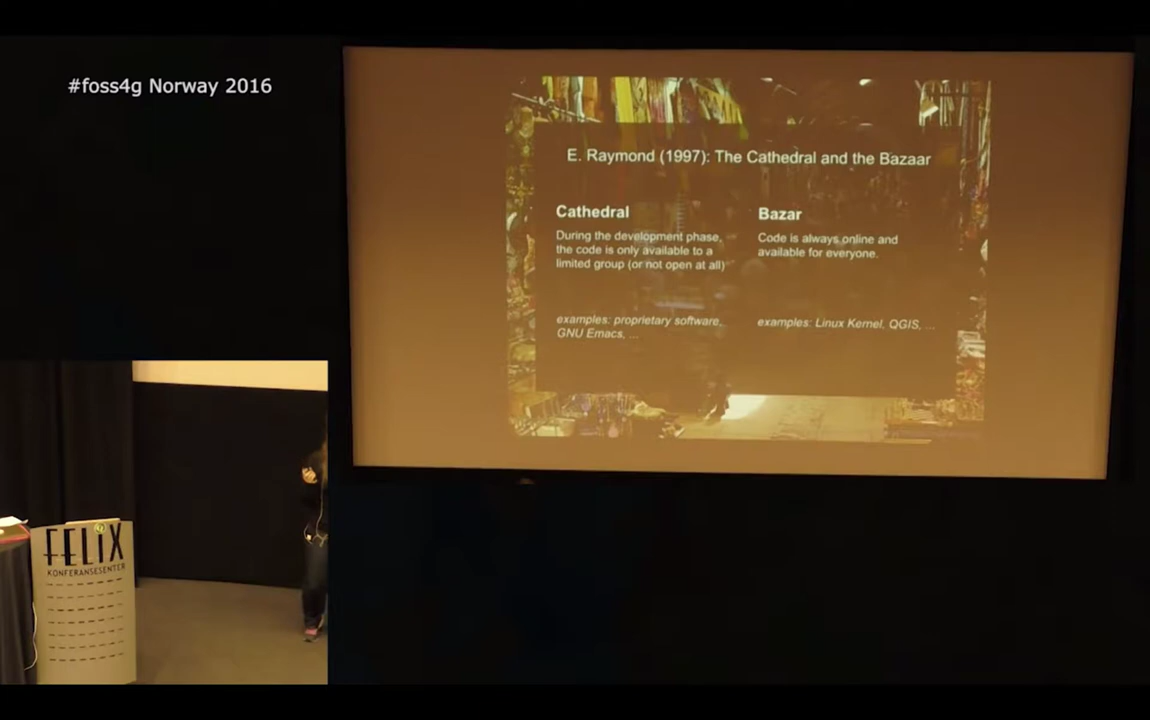 #foss4g Norway 2016
E. Raymond (1997): The Cathedral and the Bazaar
Cathedral
During the development phase,
the code is only available to a
limited group (or not open at all)
examples: proprietary software,
GNU Emacs, ...
Bazar
Code is always online and
available for everyone.
examples: Linux Kernel, QGIS, ...
FELIX
KONFERANSESENTER